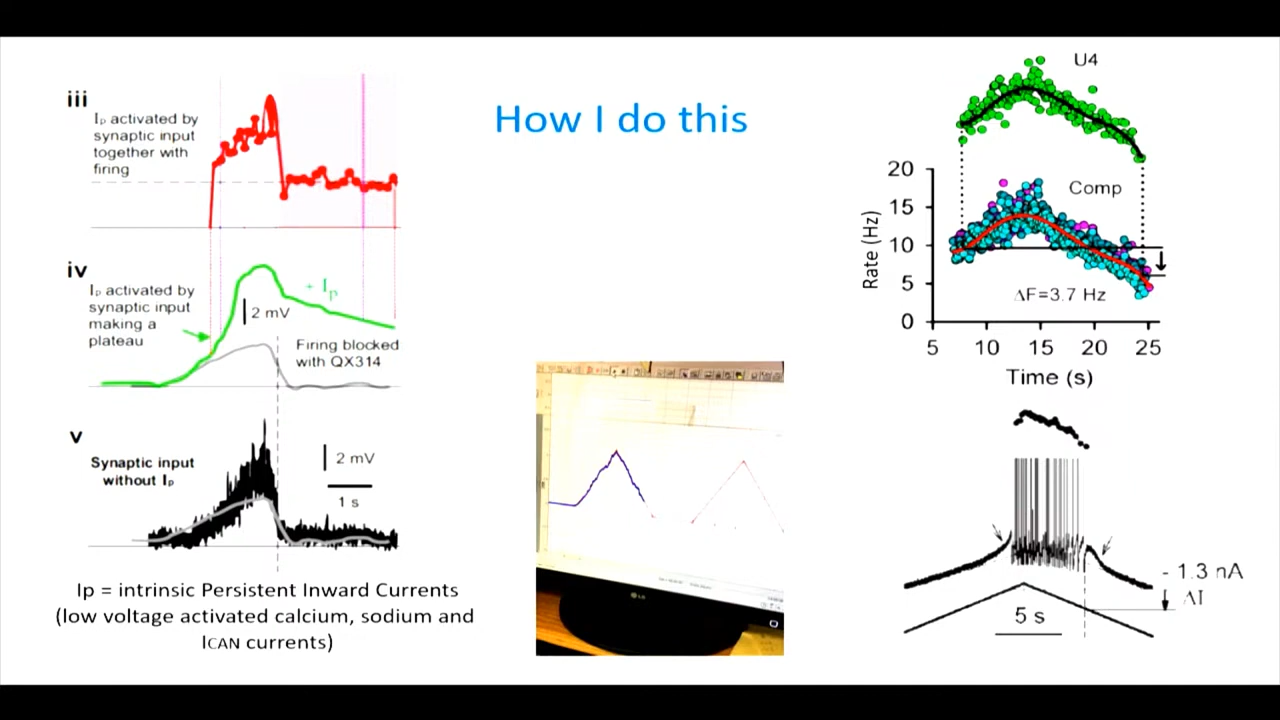 How I do this
iii
Iₚ activated by
synaptic input
together with
firing
iv
Iₚ activated by
synaptic input
making a
plateau
+ Iₚ
2 mV
Firing blocked
with QX314
v
Synaptic input
without Iₚ
2 mV
1 s
Ip = intrinsic Persistent Inward Currents
(low voltage activated calcium, sodium and
ICAN currents)
LG
U4
Comp
Rate (Hz)
20
15
10
5
0
ΔF=3.7 Hz
5 10 15 20 25
Time (s)
- 1.3 nA
ΔI
5 s